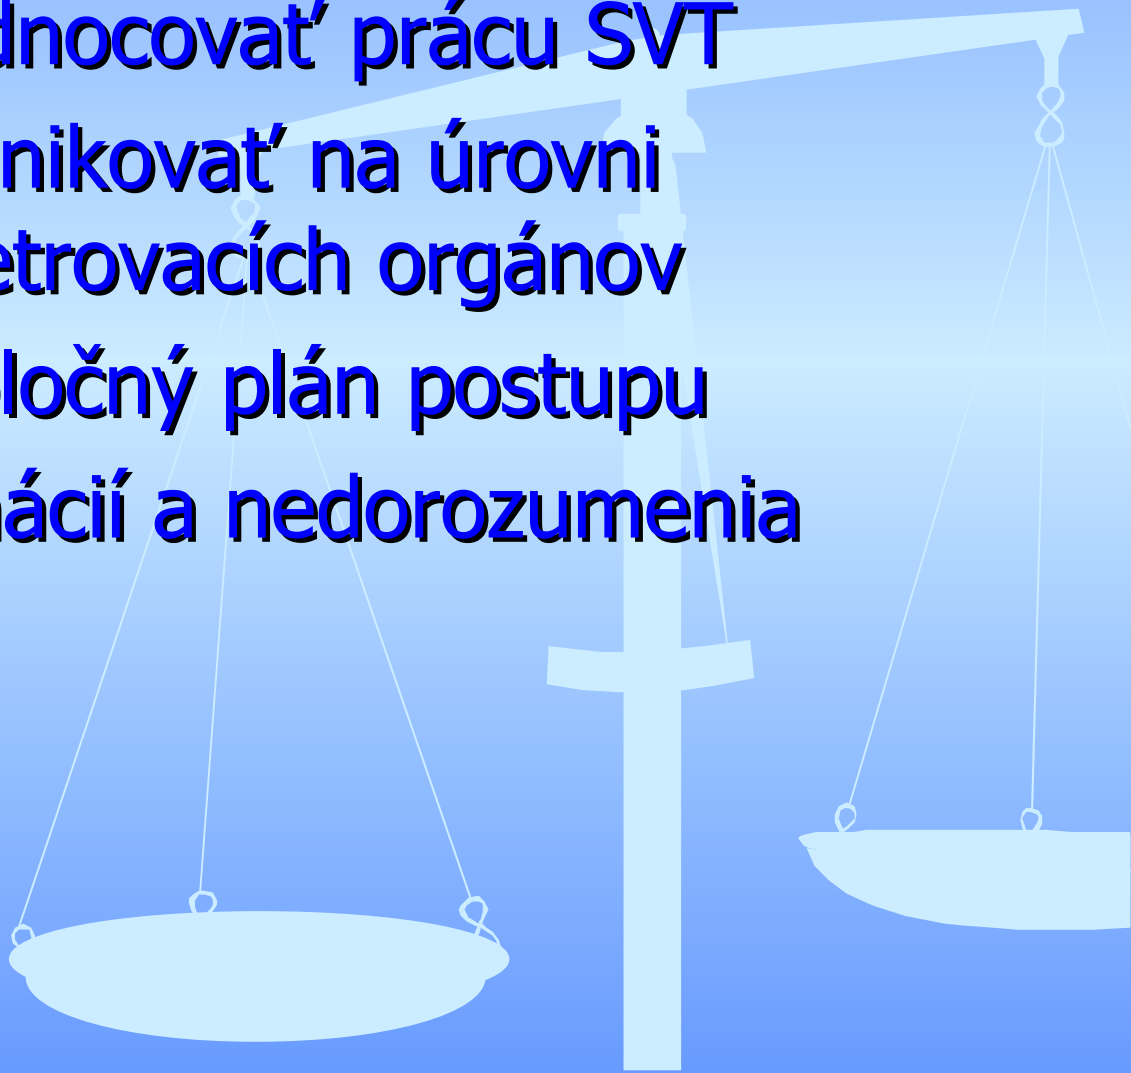 dnocovať prácu SVT
nikovať na úrovni
etrovacích orgánov
ločný plán postupu
ácií a nedorozumenia